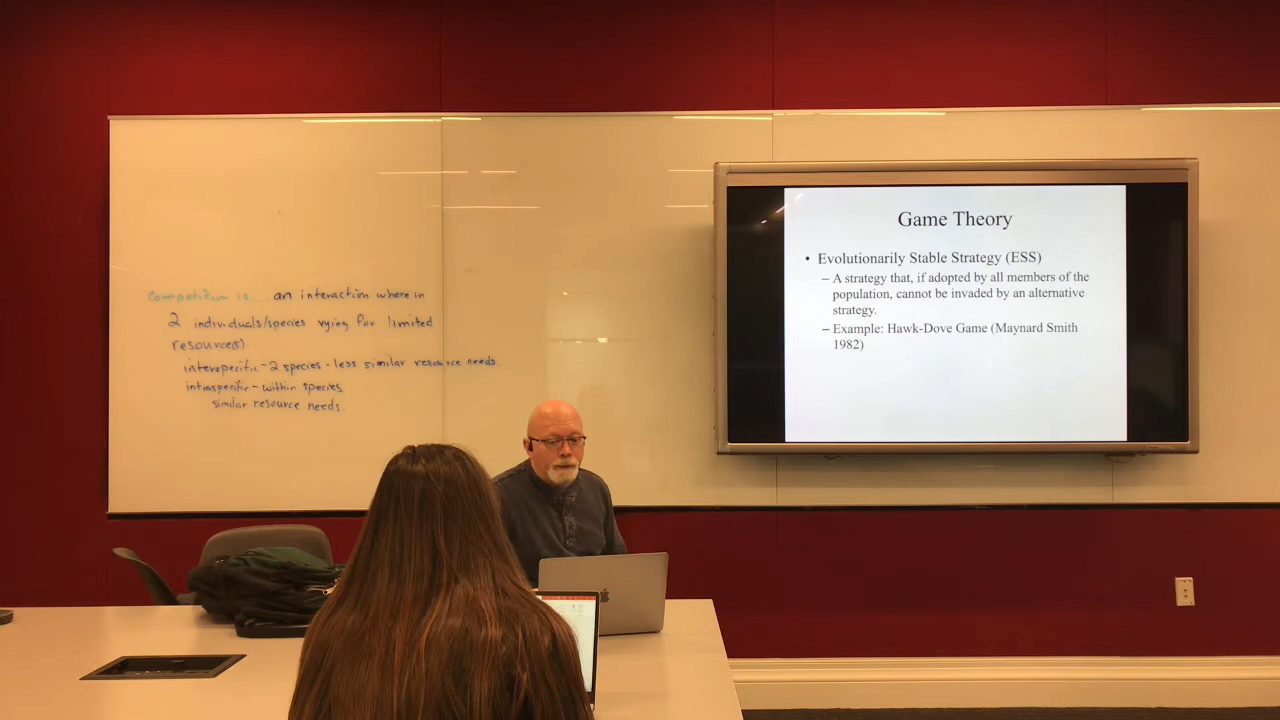 Competition is... an interaction where in
2 individuals/species vying for limited
resource(s).
interspecific - 2 species - less similar resource needs.
intraspecific - within species.
similar resource needs.
Game Theory
• Evolutionarily Stable Strategy (ESS)
– A strategy that, if adopted by all members of the
population, cannot be invaded by an alternative
strategy.
– Example: Hawk-Dove Game (Maynard Smith
1982)